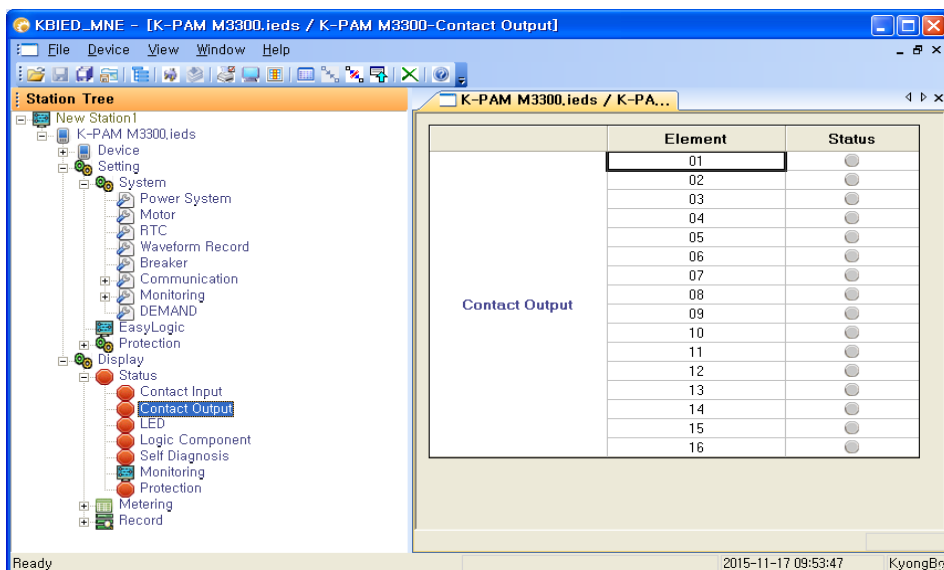 KBIED_MNE - [K-PAM M3300.ieds / K-PAM M3300-Contact Output]
File Device View Window Help
Station Tree
New Station1
K-PAM M3300.ieds
Device
Setting
System
Power System
Motor
RTC
Waveform Record
Breaker
Communication
Monitoring
DEMAND
EasyLogic
Protection
Display
Status
Contact Input
Contact Output
LED
Logic Component
Self Diagnosis
Monitoring
Protection
Metering
Record
K-PAM M3300.ieds / K-PA...
Element Status
Contact Output
01
02
03
04
05
06
07
08
09
10
11
12
13
14
15
16
Ready 2015-11-17 09:53:47